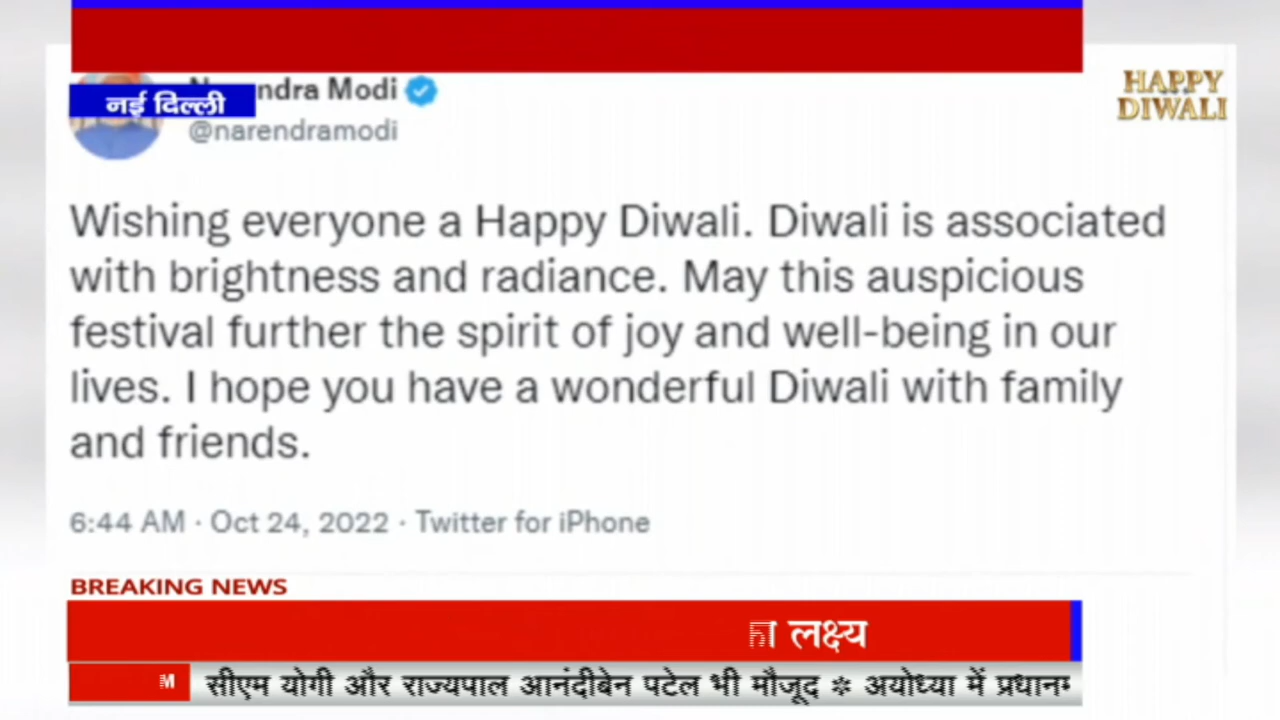 नई दिल्ली
ndra Modi
@narendramodi
HAPPY
DIWALI
Wishing everyone a Happy Diwali. Diwali is associated
with brightness and radiance. May this auspicious
festival further the spirit of joy and well-being in our
lives. I hope you have a wonderful Diwali with family
and friends.
6:44 AM · Oct 24, 2022 · Twitter for iPhone
BREAKING NEWS
लक्ष्य
M सीएम योगी और राज्यपाल आनंदीबेन पटेल भी मौजूद * अयोध्या में